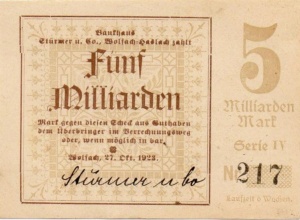 Bankhaus
Stürmer u. Co., Wolfach-Haslach zahlt
Fünf
Milliarden
Mark gegen diesen Scheck aus Guthaben
dem Überbringer im Verrechnungsweg
oder, wenn möglich in bar.
Wolfach, 27. Okt. 1923.
Stürmer u Co
5
Milliarden
Mark
Serie IV
No 217